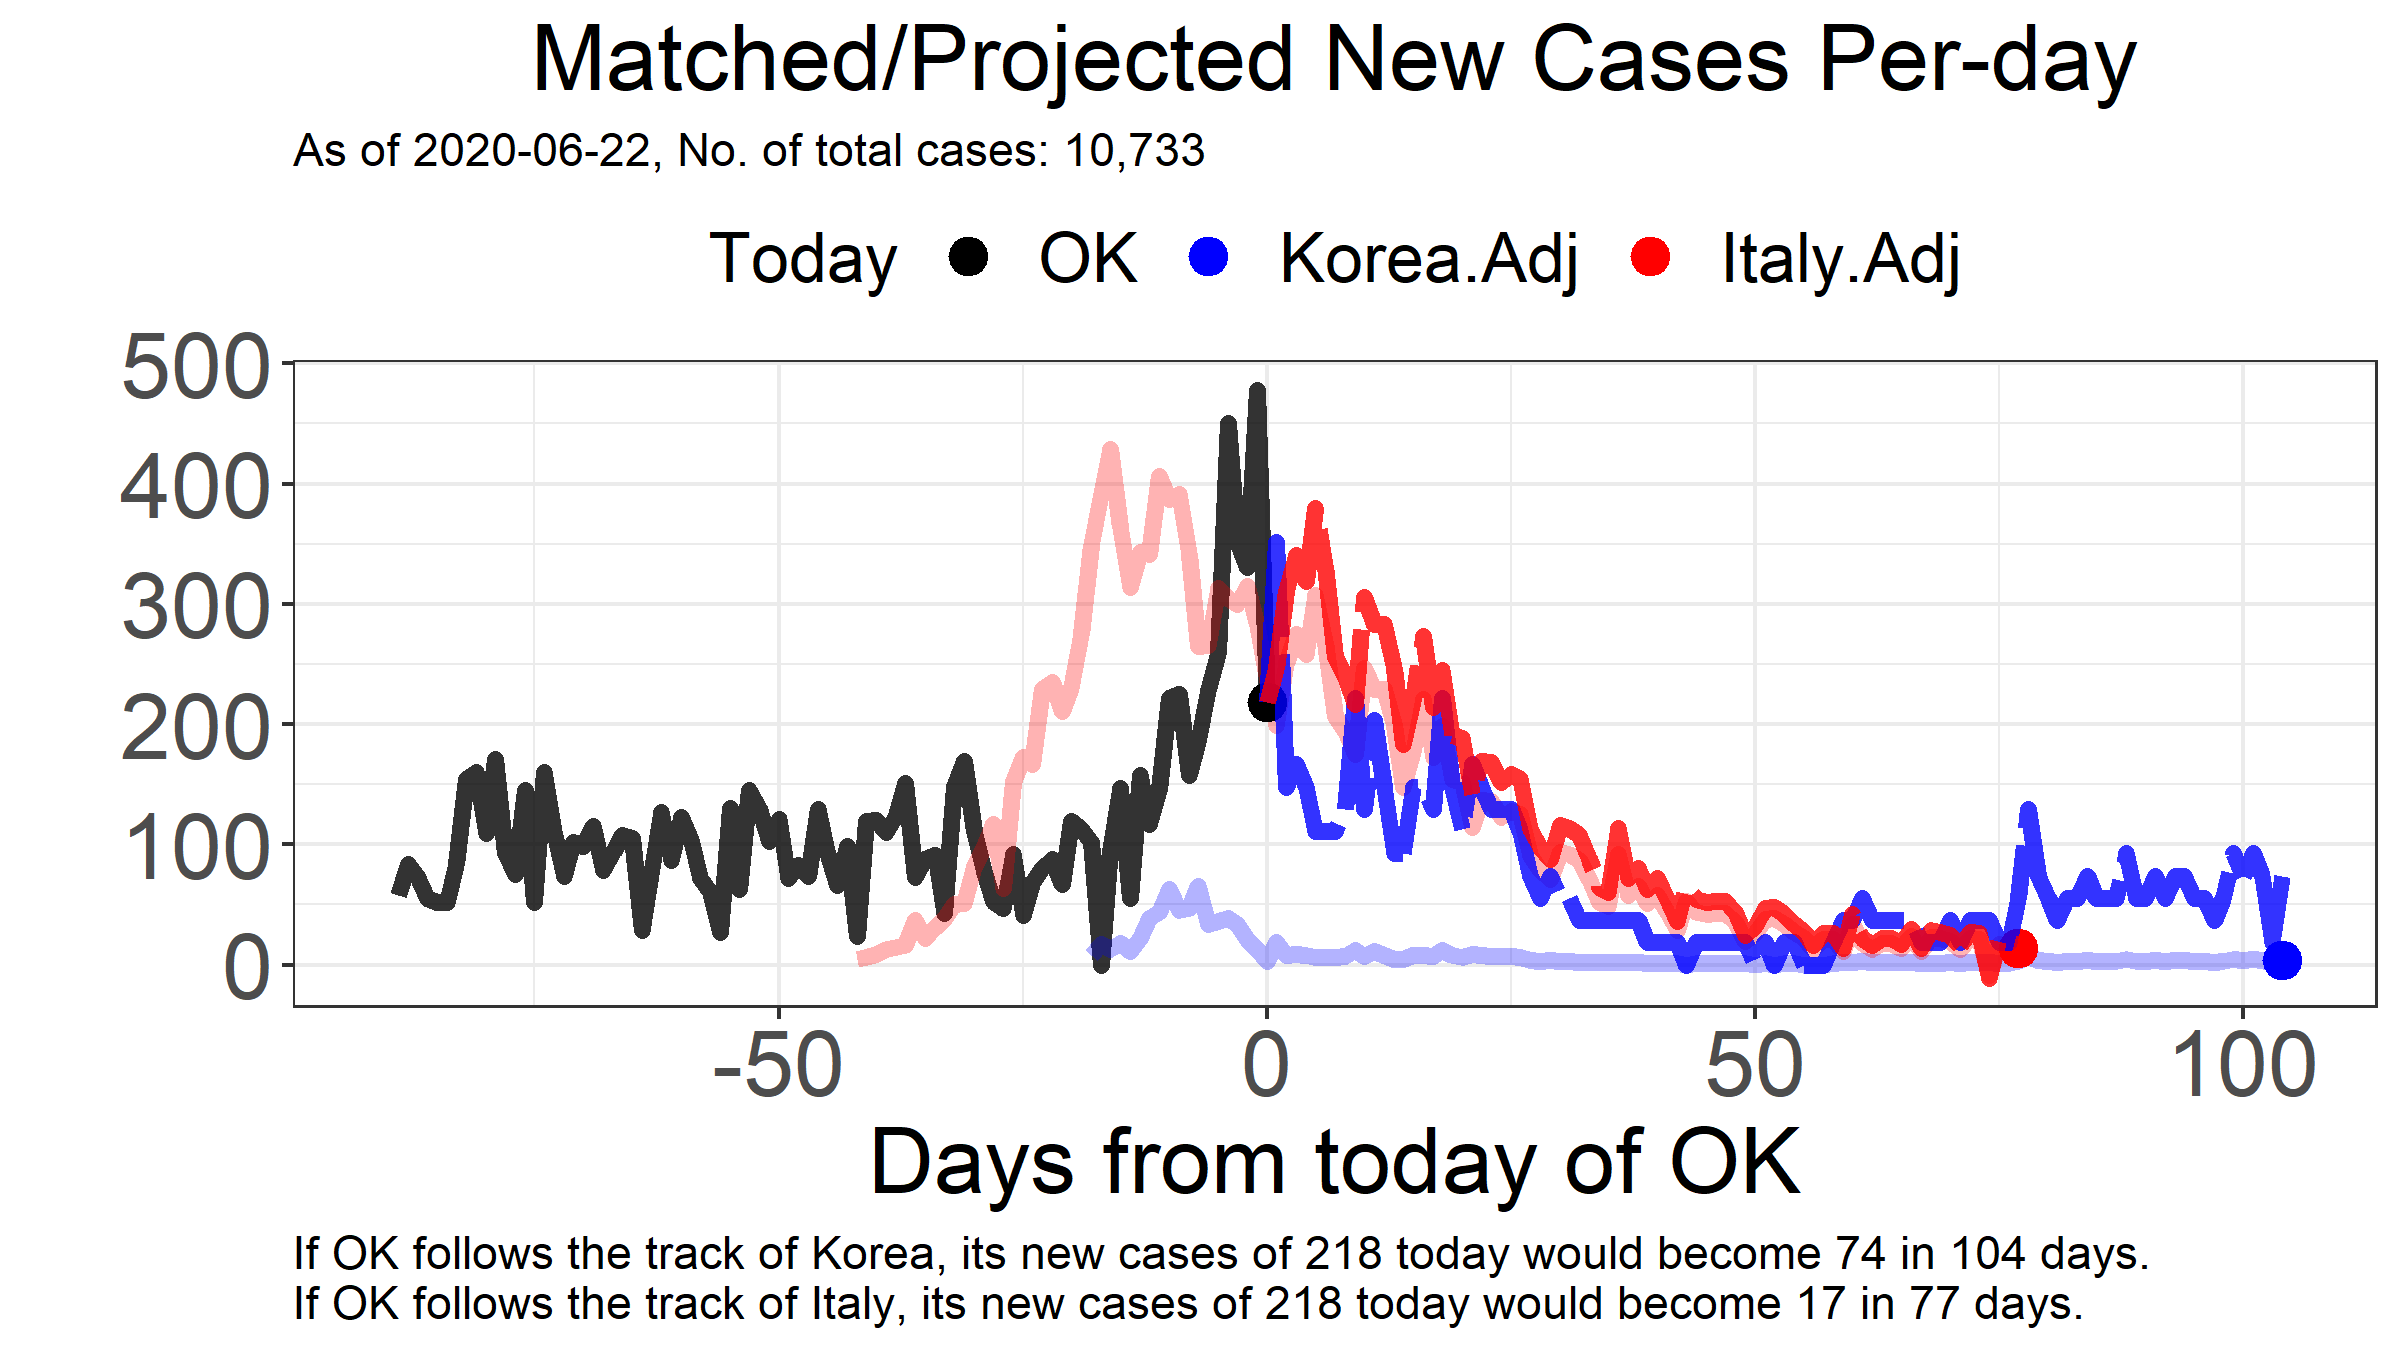 Matched/Projected New Cases Per-day
As of 2020-06-22, No. of total cases: 10,733
Today OK Korea.Adj Italy.Adj
500
400
300
200
100
0
-50 0 50 100
Days from today of OK
If OK follows the track of Korea, its new cases of 218 today would become 74 in 104 days.
If OK follows the track of Italy, its new cases of 218 today would become 17 in 77 days.